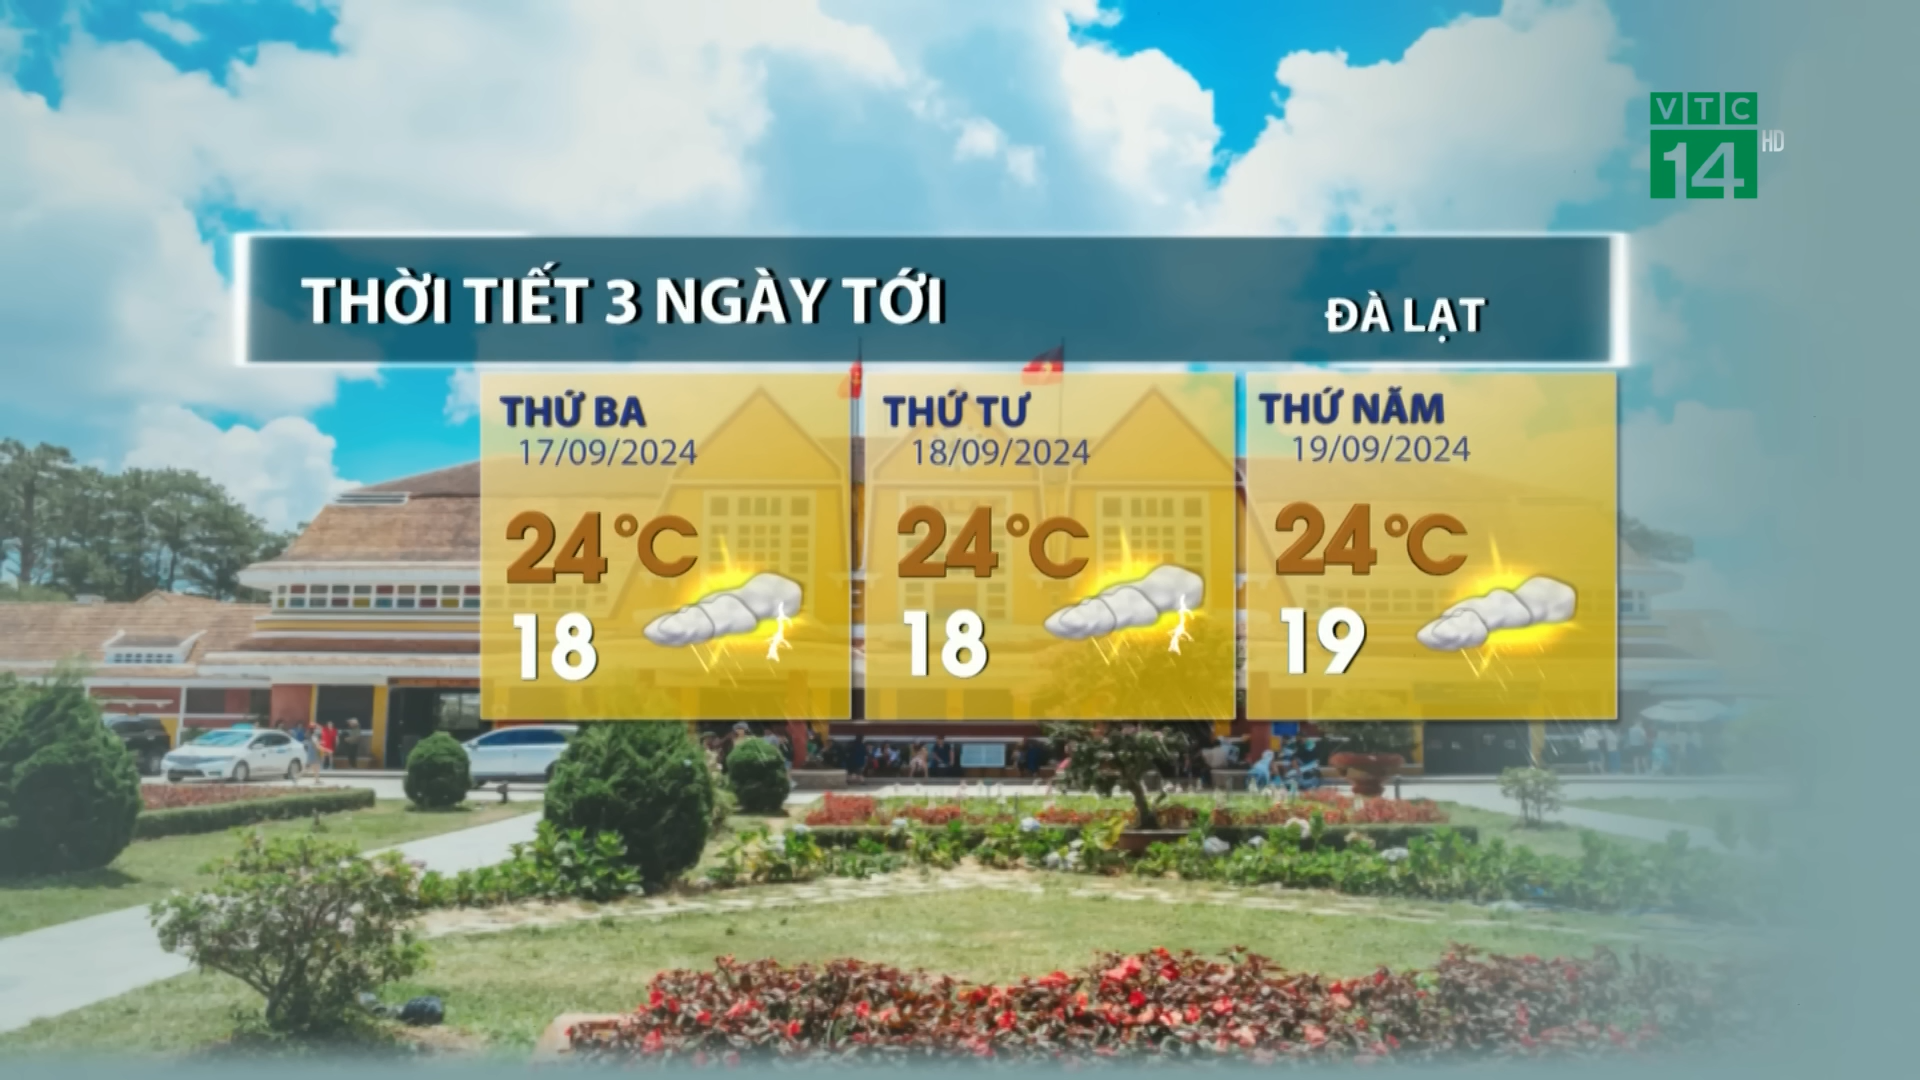 VTC
14 HD
THỜI TIẾT 3 NGÀY TỚI
ĐÀ LẠT
THỨ BA
17/09/2024
24°C
18
THỨ TƯ
18/09/2024
24°C
18
THỨ NĂM
19/09/2024
24°C
19